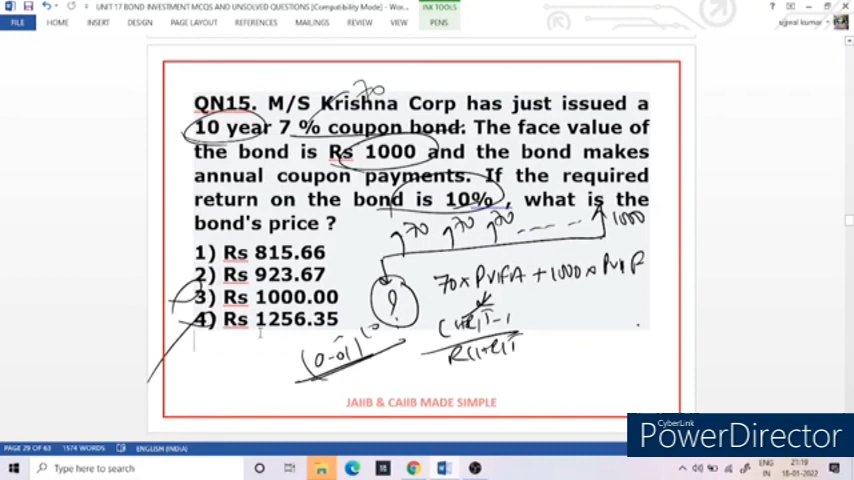 UNIT 17 BOND INVESTMENT MCQS AND UNSOLVED QUESTIONS [Compatibility Mode] - Wor...
INK TOOLS
ujjwal kumar
FILE HOME INSERT DESIGN PAGE LAYOUT REFERENCES MAILINGS REVIEW VIEW PENS
70
QN15. M/S Krishna Corp has just issued a
10 year 7 % coupon bond. The face value of
the bond is Rs 1000 and the bond makes
annual coupon payments. If the required
return on the bond is 10% , what is the
bond's price ?
70 70 70 1000
1) Rs 815.66
2) Rs 923.67
3) Rs 1000.00
4) Rs 1256.35
70 x PVIFA + 1000 x PVIF
?
JAIIB & CAIIB MADE SIMPLE
CyberLink
PowerDirector
PAGE 29 OF 63 1574 WORDS ENGLISH (INDIA)
Type here to search
ENG
IN
21:19
18-01-2022